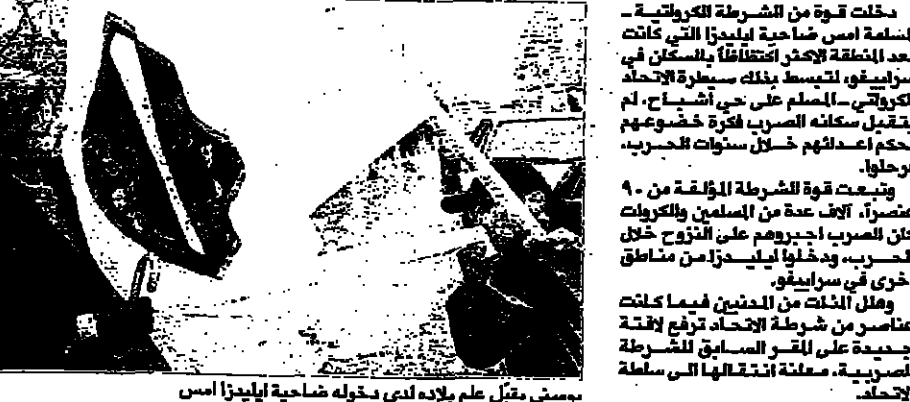 دخلت قوة من الشرطة الكرواتية -
المسلمة امس ضاحية ايليدزا التي كانت
تعد المنطقة الاكثر اكتظاظاً بالسكان في
سراييفو، لتبسط بذلك سيطرة الاتحاد
الكرواتي - المسلم على حي أشباح، لم
يتقبل سكانه الصرب فكرة خضوعهم
لحكم اعدائهم خلال سنوات الحرب،
فرحلوا.
وتبعت قوة الشرطة المؤلفة من ٩٠
عنصراً، آلاف عدة من المسلمين والكروات
كان الصرب اجبروهم على النزوح خلال
الحرب، ودخلوا ايليدزا من مناطق
اخرى في سراييفو.
وهلل المئات من المدنيين فيما كانت
عناصر من شرطة الاتحاد ترفع لافتة
جديدة على المقر السابق للشرطة
الصربية، معلنة انتقالها الى سلطة
الاتحاد.
بوسني يقبّل علم بلاده لدى دخوله ضاحية ايليدزا امس